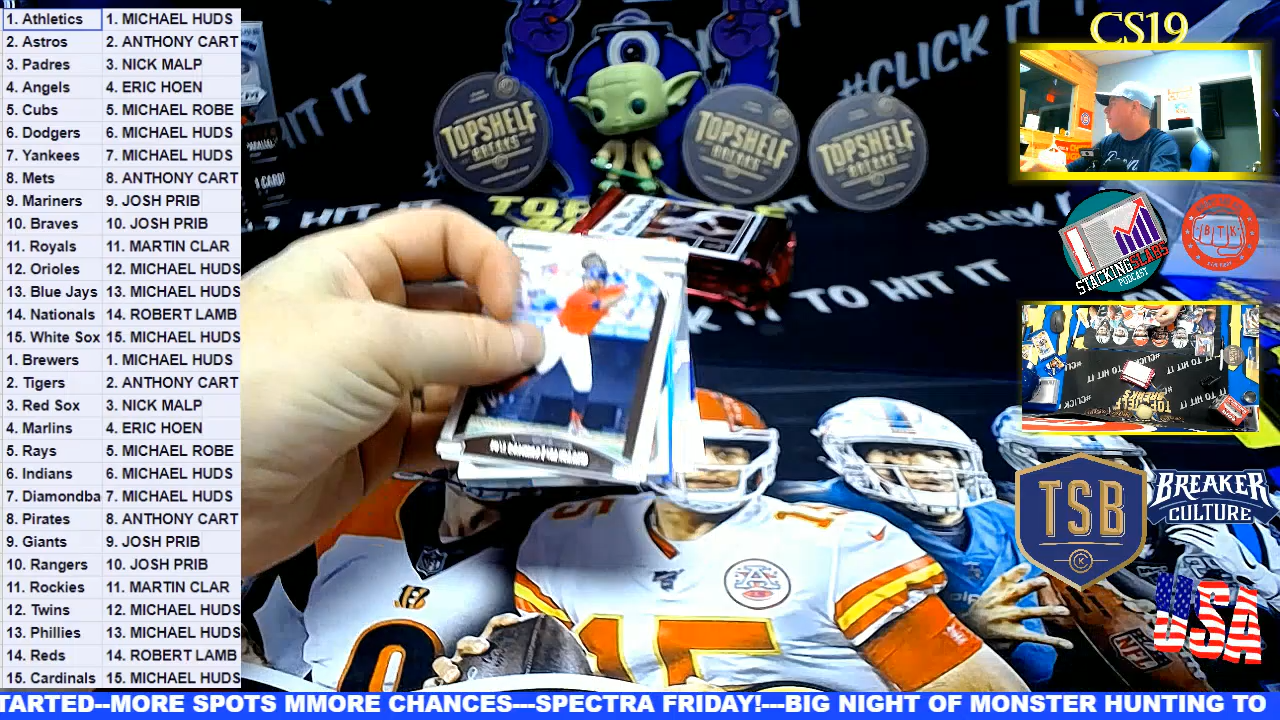 1. Athletics 1. MICHAEL HUDS
2. Astros 2. ANTHONY CART
3. Padres 3. NICK MALP
4. Angels 4. ERIC HOEN
5. Cubs 5. MICHAEL ROBE
6. Dodgers 6. MICHAEL HUDS
7. Yankees 7. MICHAEL HUDS
8. Mets 8. ANTHONY CART
9. Mariners 9. JOSH PRIB
10. Braves 10. JOSH PRIB
11. Royals 11. MARTIN CLAR
12. Orioles 12. MICHAEL HUDS
13. Blue Jays 13. MICHAEL HUDS
14. Nationals 14. ROBERT LAMB
15. White Sox 15. MICHAEL HUDS
1. Brewers 1. MICHAEL HUDS
2. Tigers 2. ANTHONY CART
3. Red Sox 3. NICK MALP
4. Marlins 4. ERIC HOEN
5. Rays 5. MICHAEL ROBE
6. Indians 6. MICHAEL HUDS
7. Diamondba 7. MICHAEL HUDS
8. Pirates 8. ANTHONY CART
9. Giants 9. JOSH PRIB
10. Rangers 10. JOSH PRIB
11. Rockies 11. MARTIN CLAR
12. Twins 12. MICHAEL HUDS
13. Phillies 13. MICHAEL HUDS
14. Reds 14. ROBERT LAMB
15. Cardinals 15. MICHAEL HUDS
CS19
#CLICK IT
#CLICK IT
HIT IT
TOPSHELF
BREAKS
TOPSHELF
BREAKS
TOPSHELF
BREAKS
TO HIT IT
STACKING SLABS
PODCAST
BTK
TSB
K
BREAKER
CULTURE
USA
15
15
NFL
TARTED--MORE SPOTS MMORE CHANCES---SPECTRA FRIDAY!---BIG NIGHT OF MONSTER HUNTING TO